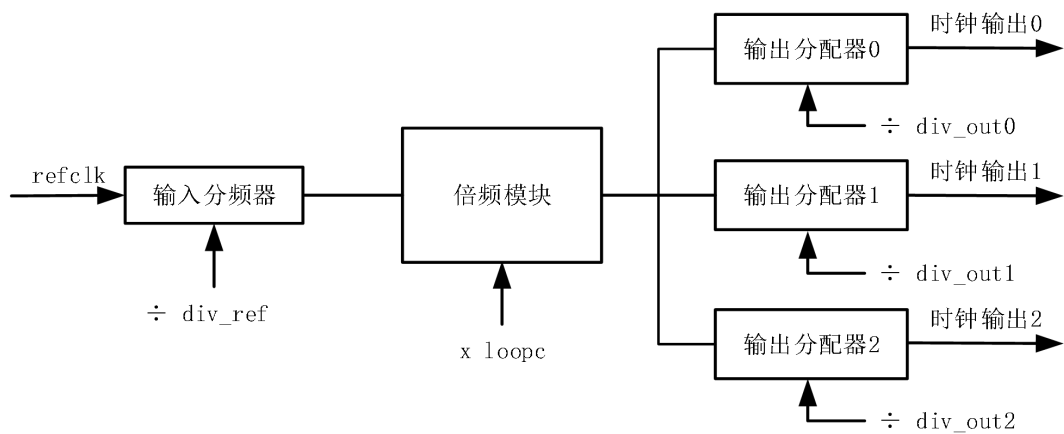 refclk
输入分频器
÷ div_ref
倍频模块
x loopc
输出分配器0
时钟输出0
÷ div_out0
输出分配器1
时钟输出1
÷ div_out1
输出分配器2
时钟输出2
÷ div_out2